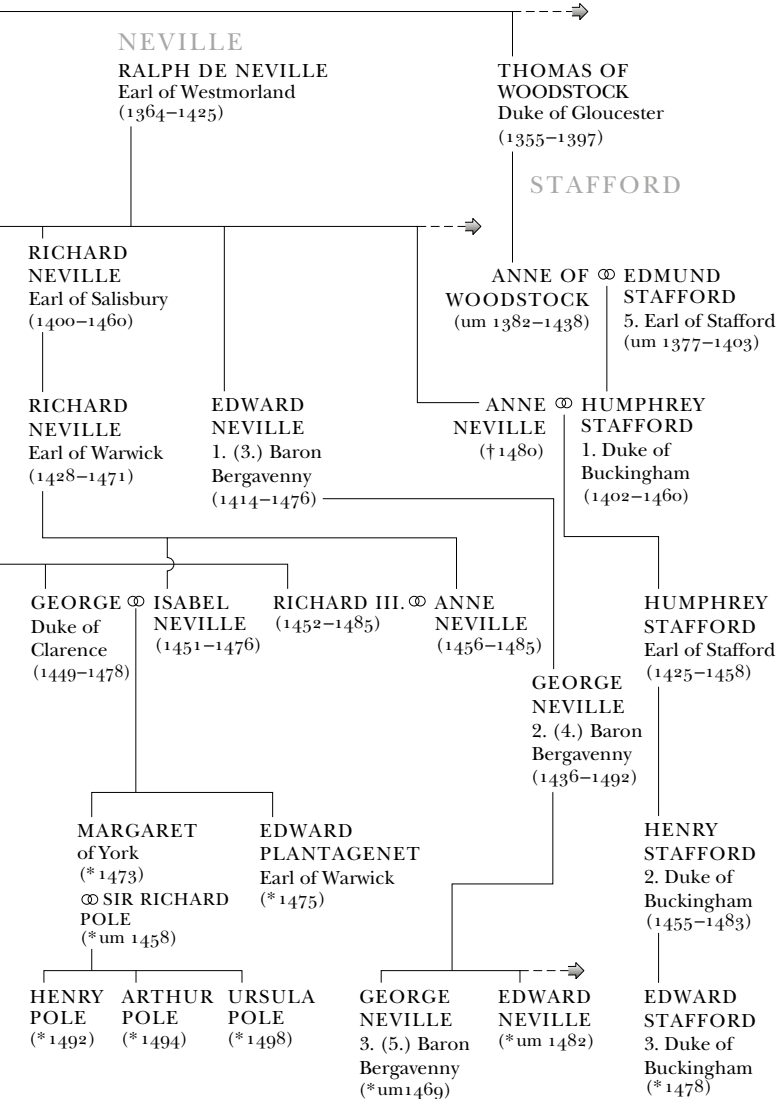 NEVILLE
RALPH DE NEVILLE
Earl of Westmorland
(1364–1425)
THOMAS OF
WOODSTOCK
Duke of Gloucester
(1355–1397)
STAFFORD
RICHARD
NEVILLE
Earl of Salisbury
(1400–1460)
ANNE OF
WOODSTOCK
(um 1382–1438)
⚭ EDMUND
STAFFORD
5. Earl of Stafford
(um 1377–1403)
RICHARD
NEVILLE
Earl of Warwick
(1428–1471)
EDWARD
NEVILLE
1. (3.) Baron
Bergavenny
(1414–1476)
ANNE
NEVILLE
(†1480)
⚭ HUMPHREY
STAFFORD
1. Duke of
Buckingham
(1402–1460)
GEORGE
Duke of
Clarence
(1449–1478)
⚭ ISABEL
NEVILLE
(1451–1476)
RICHARD III.
(1452–1485)
⚭ ANNE
NEVILLE
(1456–1485)
HUMPHREY
STAFFORD
Earl of Stafford
(1425–1458)
GEORGE
NEVILLE
2. (4.) Baron
Bergavenny
(1436–1492)
MARGARET
of York
(*1473)
⚭ SIR RICHARD
POLE
(*um 1458)
EDWARD
PLANTAGENET
Earl of Warwick
(*1475)
HENRY
STAFFORD
2. Duke of
Buckingham
(1455–1483)
HENRY
POLE
(*1492)
ARTHUR
POLE
(*1494)
URSULA
POLE
(*1498)
GEORGE
NEVILLE
3. (5.) Baron
Bergavenny
(*um1469)
EDWARD
NEVILLE
(*um 1482)
EDWARD
STAFFORD
3. Duke of
Buckingham
(*1478)